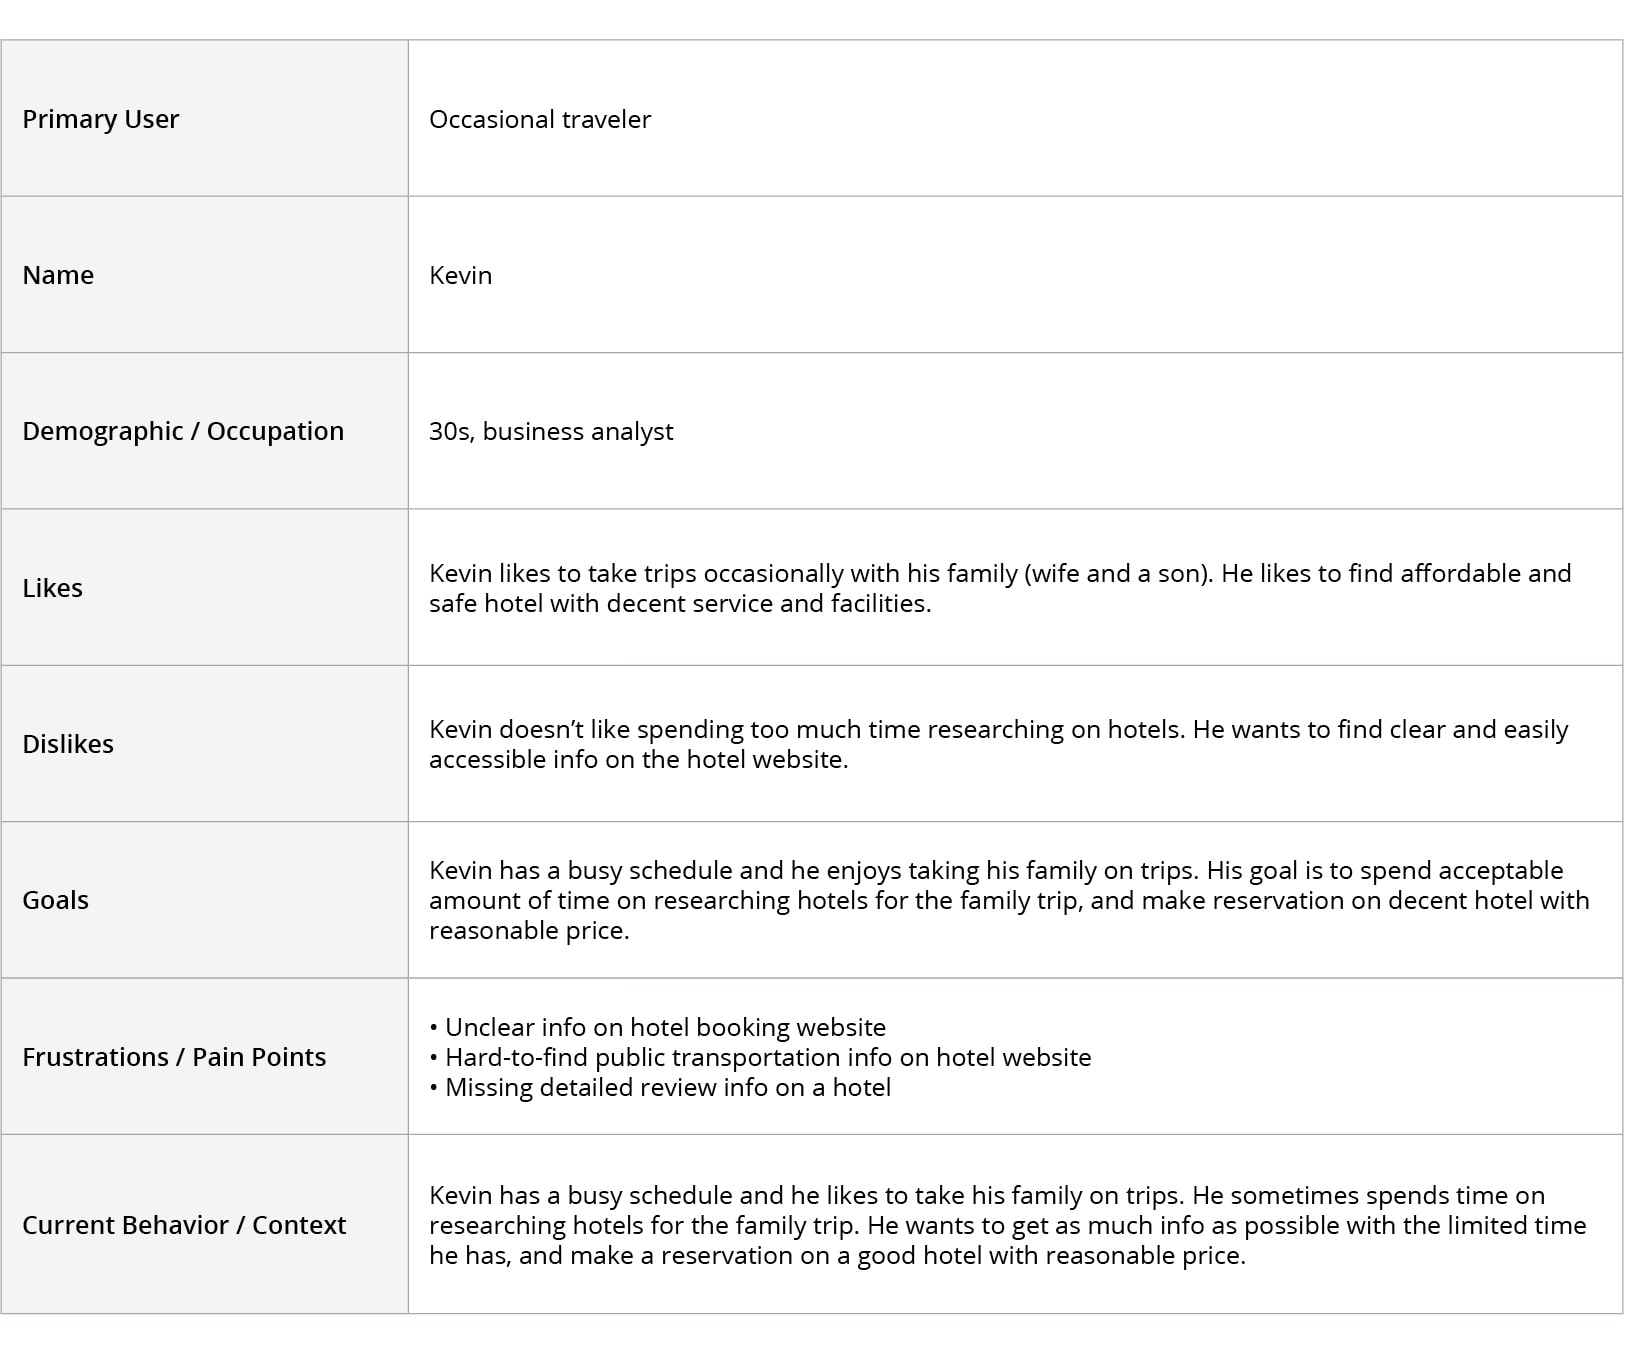 Primary User
Occasional traveler
Name
Kevin
Demographic / Occupation
30s, business analyst
Likes
Kevin likes to take trips occasionally with his family (wife and a son). He likes to find affordable and
safe hotel with decent service and facilities.
Dislikes
Kevin doesn’t like spending too much time researching on hotels. He wants to find clear and easily
accessible info on the hotel website.
Goals
Kevin has a busy schedule and he enjoys taking his family on trips. His goal is to spend acceptable
amount of time on researching hotels for the family trip, and make reservation on decent hotel with
reasonable price.
Frustrations / Pain Points
• Unclear info on hotel booking website
• Hard-to-find public transportation info on hotel website
• Missing detailed review info on a hotel
Current Behavior / Context
Kevin has a busy schedule and he likes to take his family on trips. He sometimes spends time on
researching hotels for the family trip. He wants to get as much info as possible with the limited time
he has, and make a reservation on a good hotel with reasonable price.